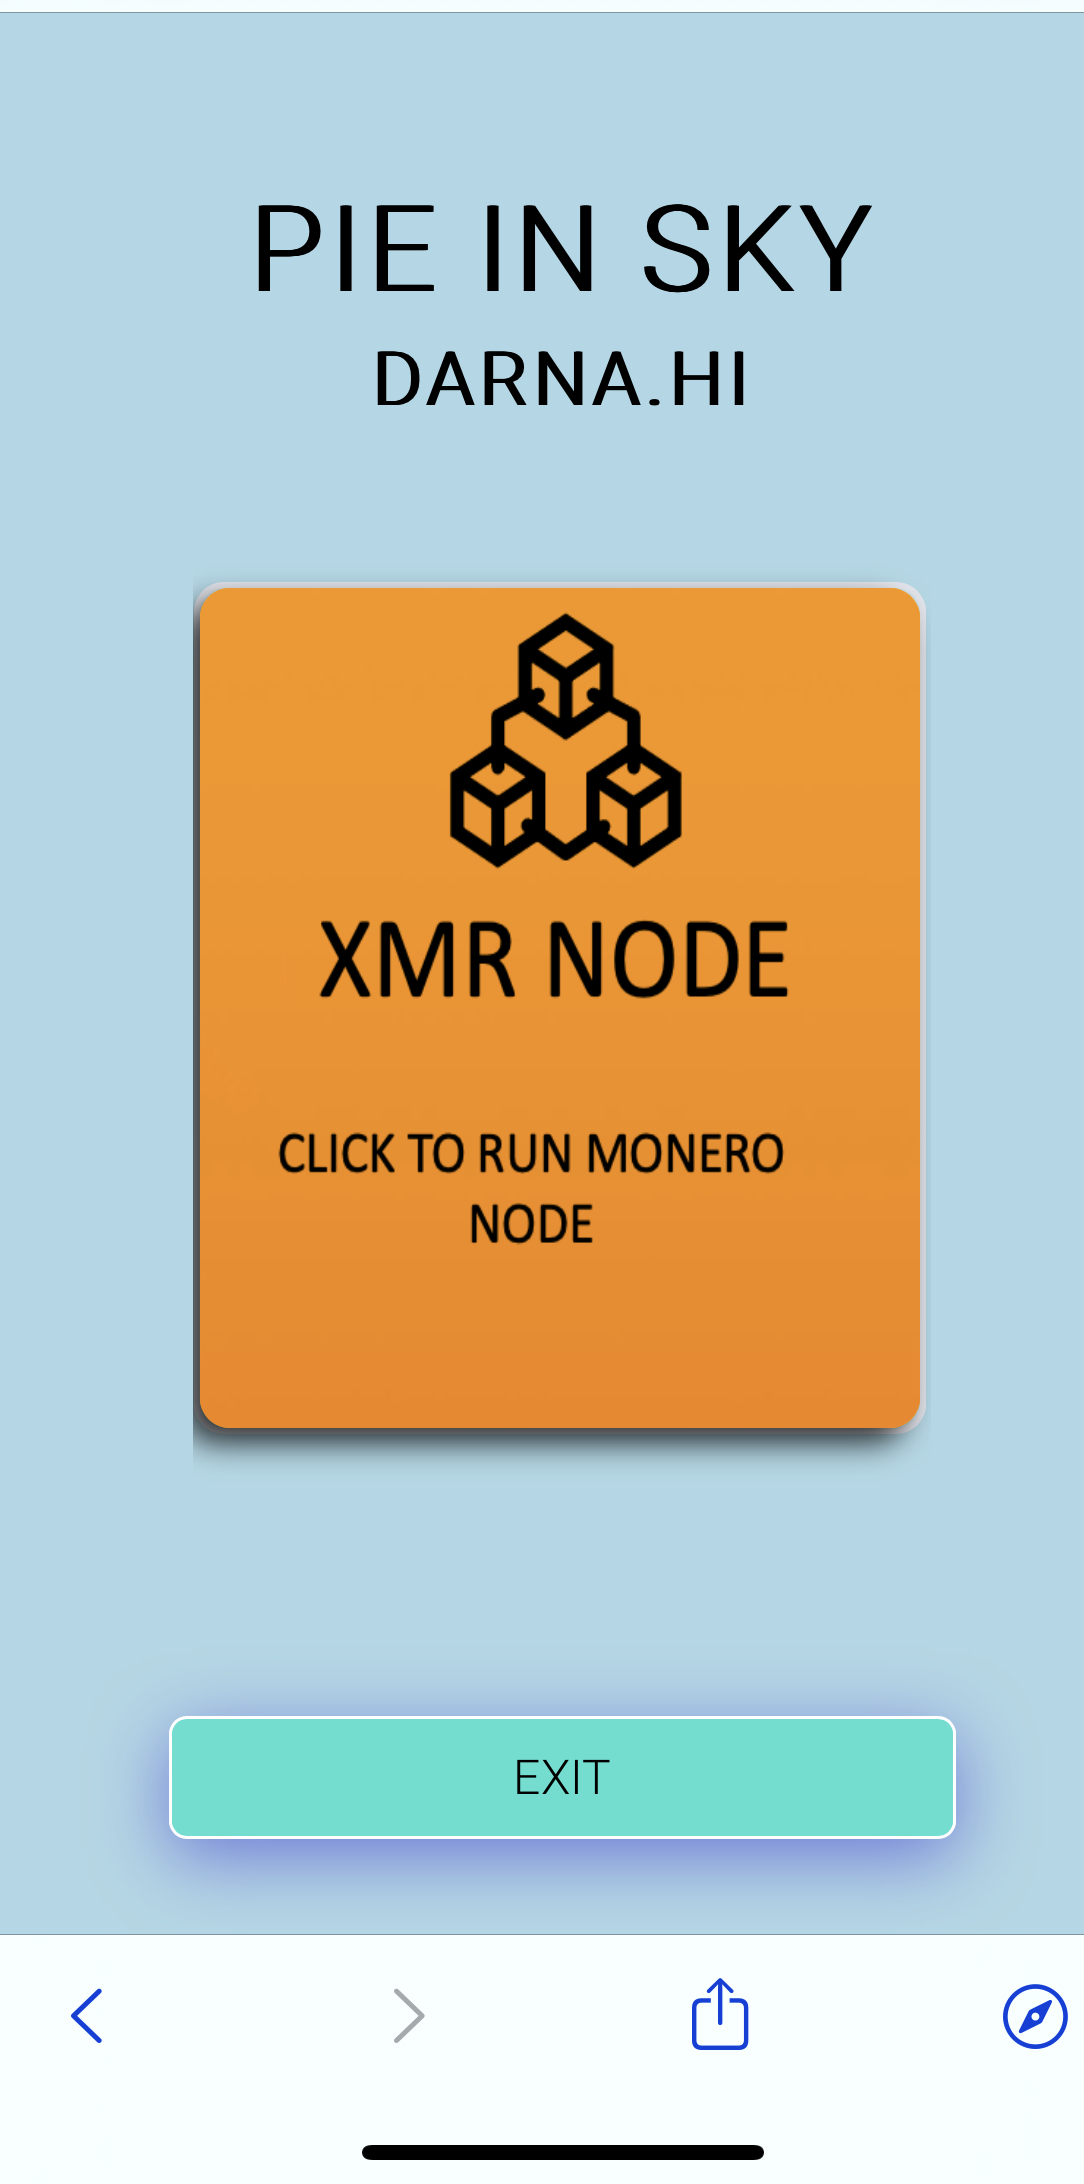 PIE IN SKY
DARNA.HI
XMR NODE
CLICK TO RUN MONERO
NODE
EXIT